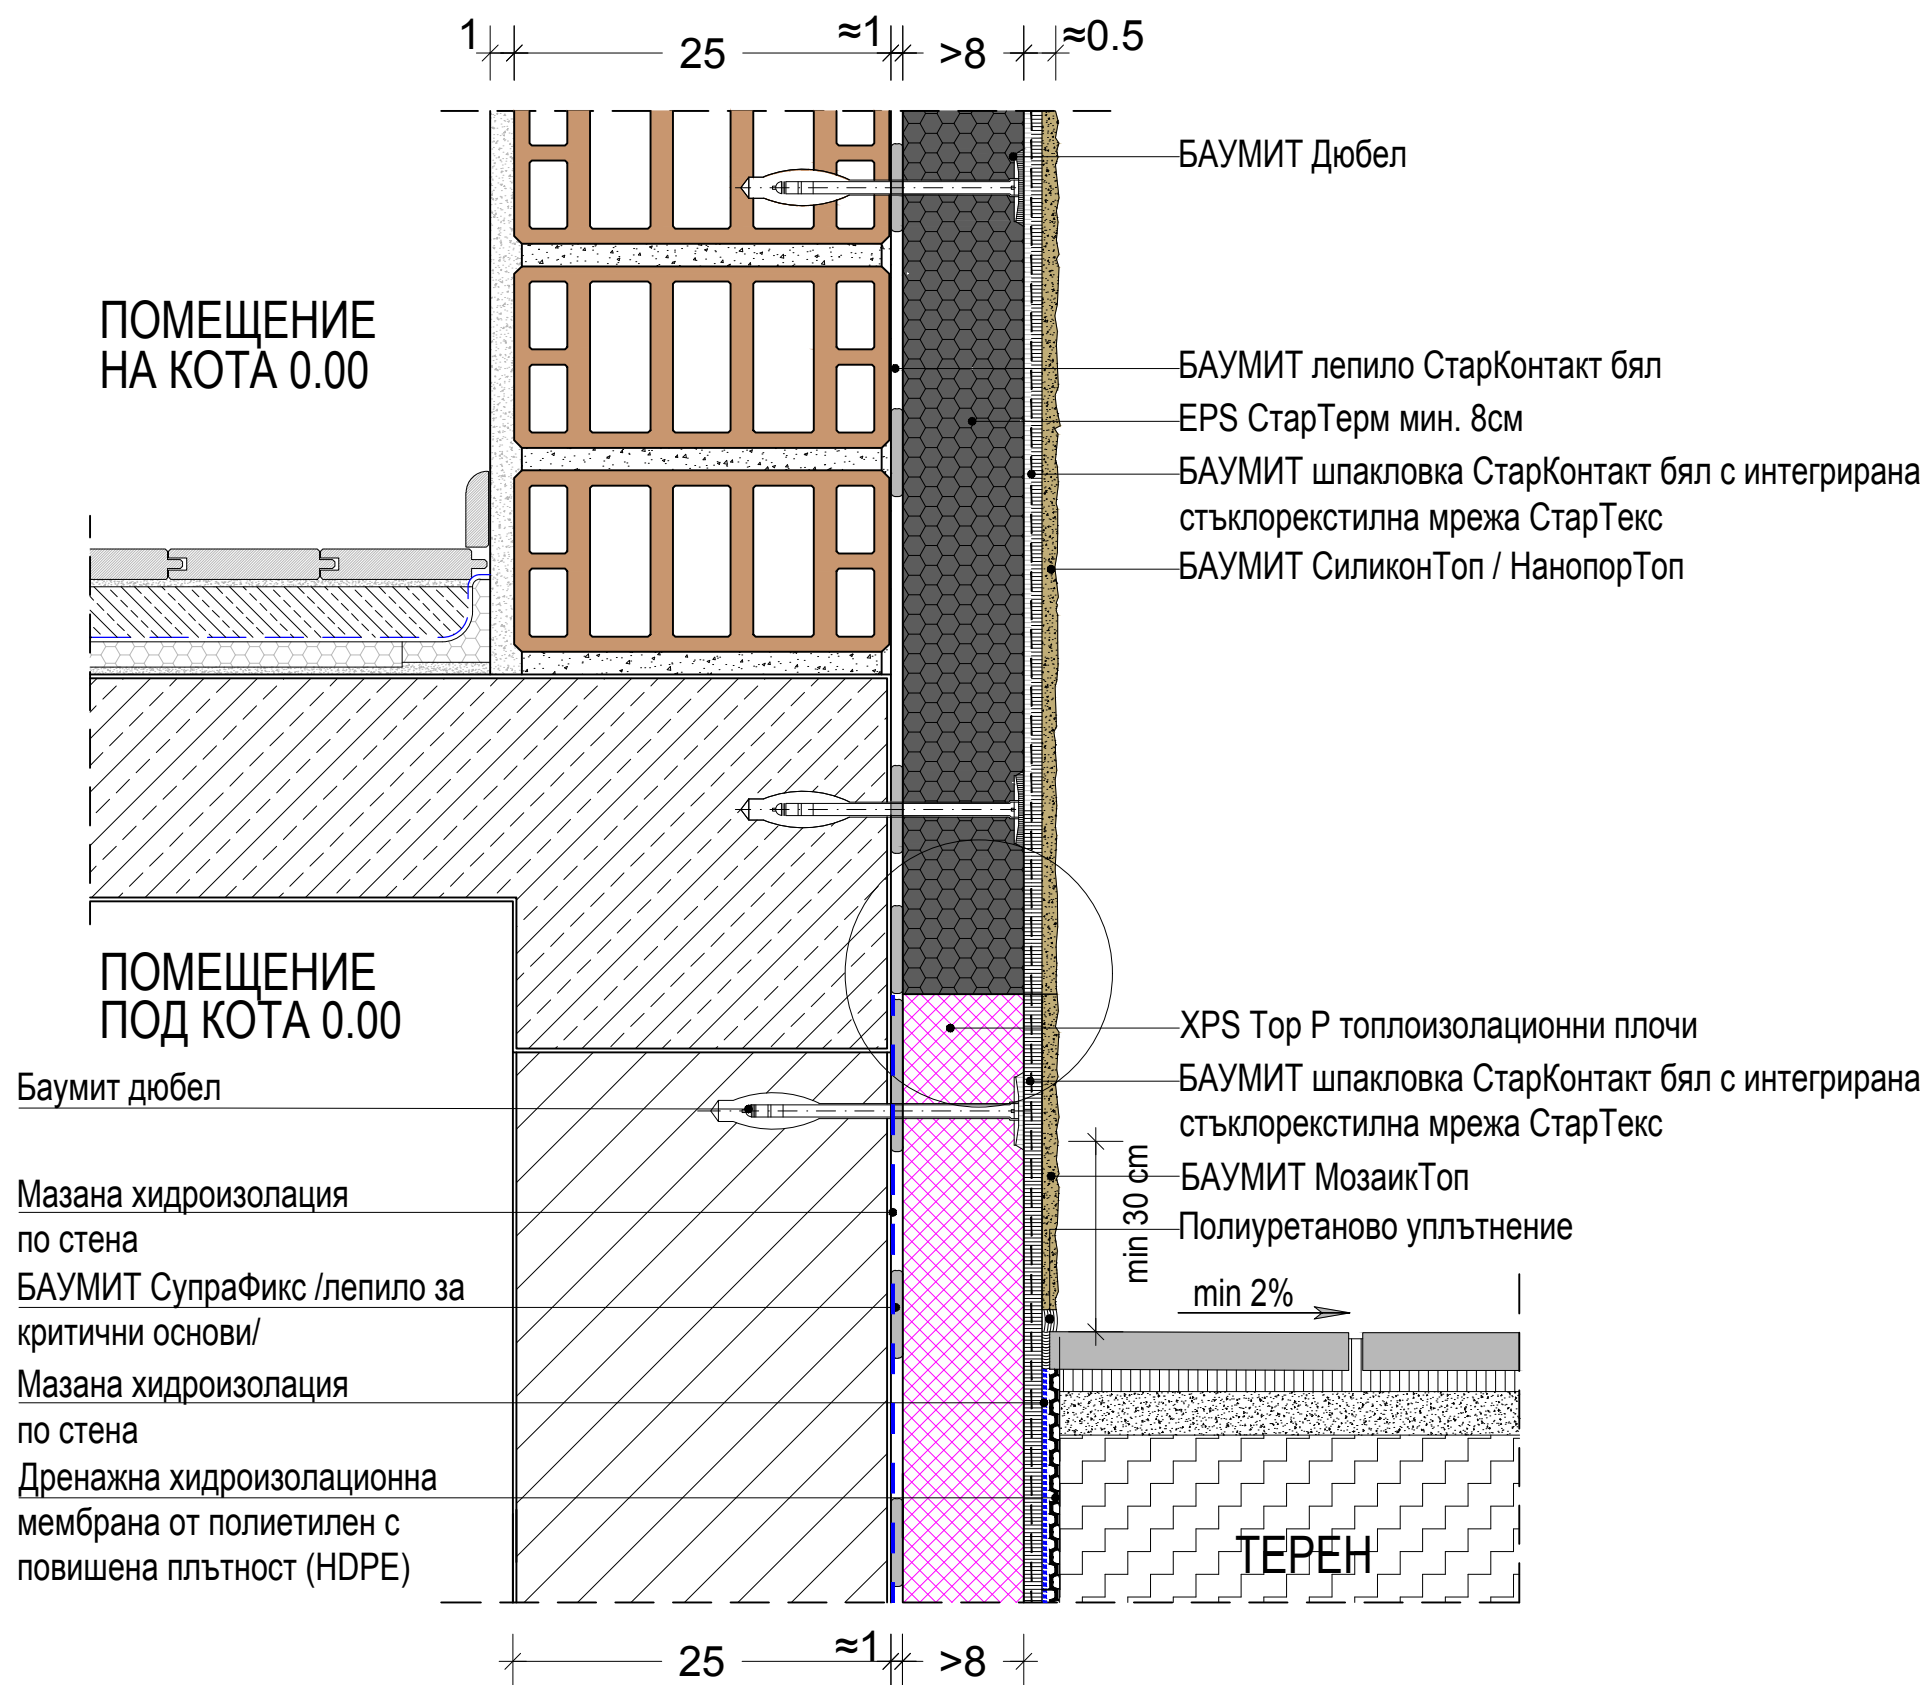 1
25
≈1
>8
≈0.5
БАУМИТ Дюбел
ПОМЕЩЕНИЕ
НА КОТА 0.00
БАУМИТ лепило СтарКонтакт бял
EPS СтарТерм мин. 8см
БАУМИТ шпакловка СтарКонтакт бял с интегрирана
стъклорекстилна мрежа СтарТекс
БАУМИТ СиликонТоп / НанопорТоп
ПОМЕЩЕНИЕ
ПОД КОТА 0.00
XPS Top P топлоизолационни плочи
БАУМИТ шпакловка СтарКонтакт бял с интегрирана
стъклорекстилна мрежа СтарТекс
БАУМИТ МозаикТоп
Полиуретаново уплътнение
min 30 cm
min 2%
Баумит дюбел
Мазана хидроизолация
по стена
БАУМИТ СупраФикс /лепило за
критични основи/
Мазана хидроизолация
по стена
Дренажна хидроизолационна
мембрана от полиетилен с
повишена плътност (HDPE)
ТЕРЕН
25
≈1
>8